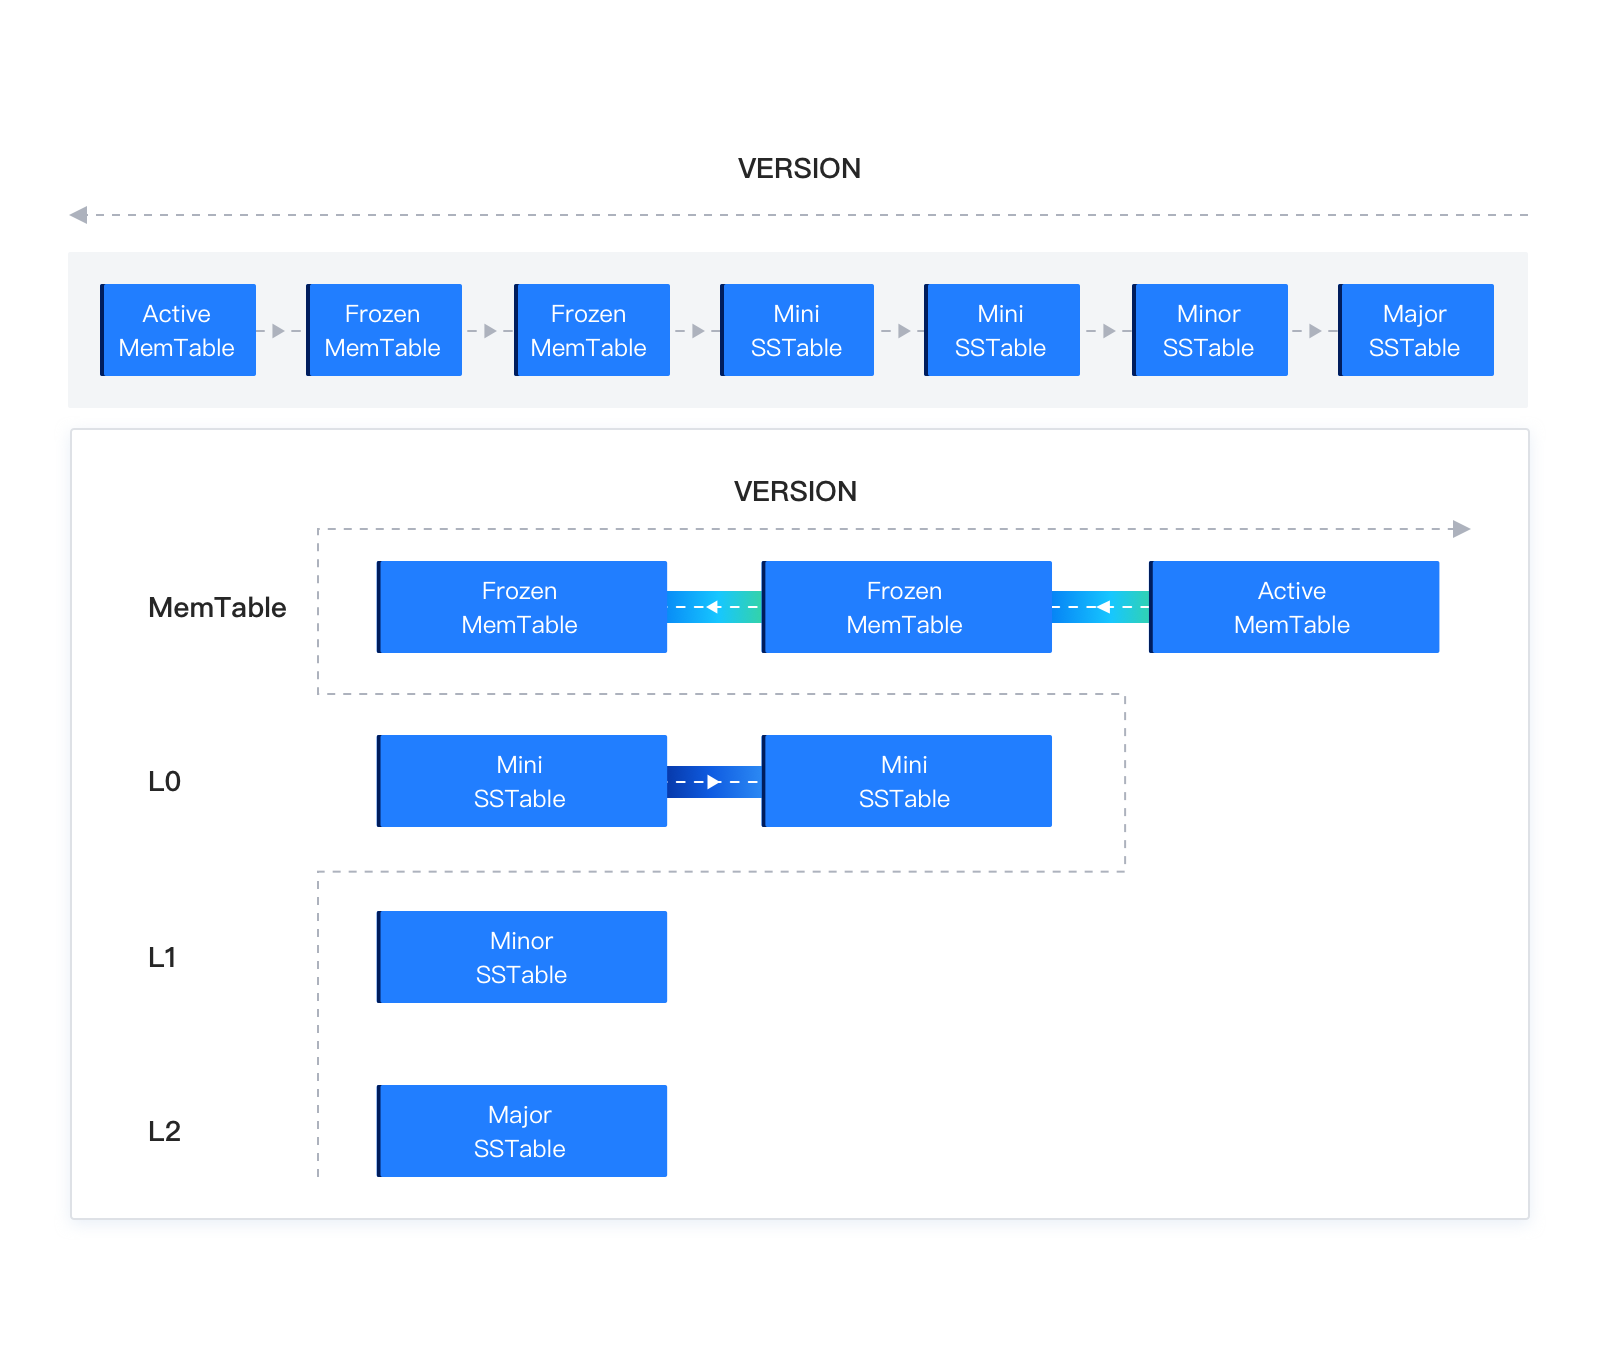 VERSION
Active
MemTable
Frozen
MemTable
Frozen
MemTable
Mini
SSTable
Mini
SSTable
Minor
SSTable
Major
SSTable
VERSION
MemTable
Frozen
MemTable
Frozen
MemTable
Active
MemTable
L0
Mini
SSTable
Mini
SSTable
L1
Minor
SSTable
L2
Major
SSTable